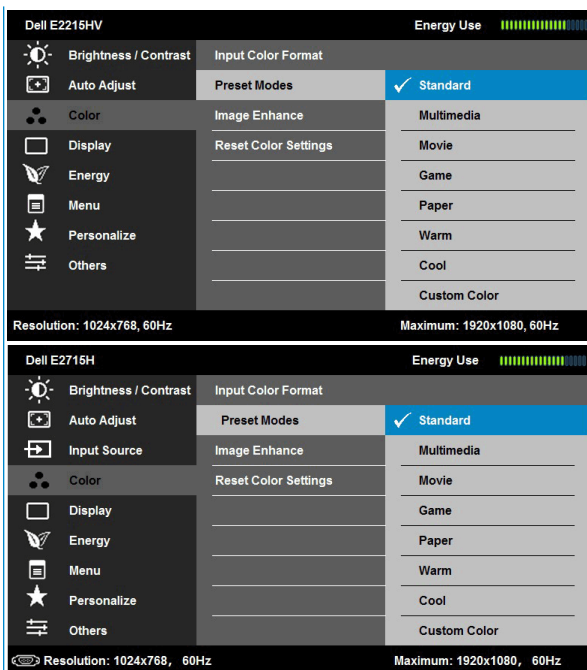 Dell E2215HV Energy Use
Brightness / Contrast Input Color Format
Auto Adjust Preset Modes Standard
Color Image Enhance Multimedia
Display Reset Color Settings Movie
Energy Game
Menu Paper
Personalize Warm
Others Cool
Custom Color
Resolution: 1024x768, 60Hz Maximum: 1920x1080, 60Hz
Dell E2715H Energy Use
Brightness / Contrast Input Color Format
Auto Adjust Preset Modes Standard
Input Source Image Enhance Multimedia
Color Reset Color Settings Movie
Display Game
Energy Paper
Menu Warm
Personalize Cool
Others Custom Color
Resolution: 1024x768, 60Hz Maximum: 1920x1080, 60Hz